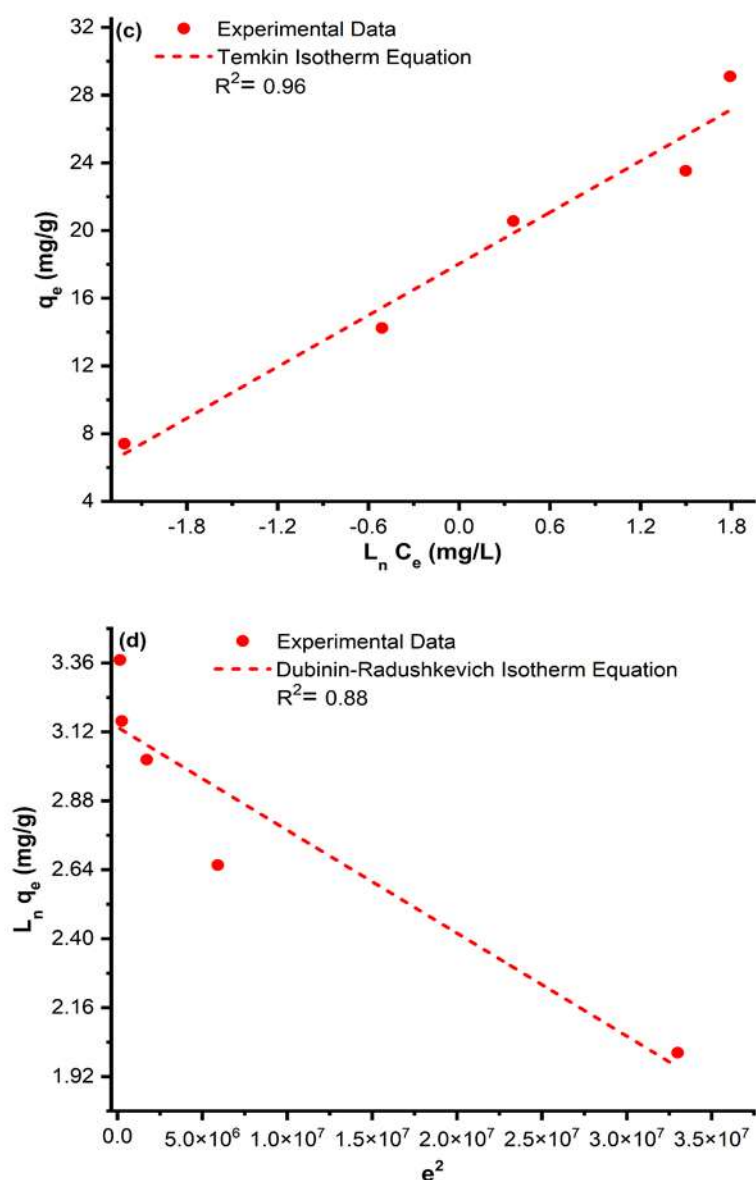 (c)
Experimental Data
Temkin Isotherm Equation
R²= 0.96
32
28
24
20
16
12
8
4
qₑ (mg/g)
-1.8 -1.2 -0.6 0.0 0.6 1.2 1.8
Lₙ Cₑ (mg/L)
(d)
Experimental Data
Dubinin-Radushkevich Isotherm Equation
R²= 0.88
3.36
3.12
2.88
2.64
2.40
2.16
1.92
Lₙ qₑ (mg/g)
0.0 5.0×10⁶ 1.0×10⁷ 1.5×10⁷ 2.0×10⁷ 2.5×10⁷ 3.0×10⁷ 3.5×10⁷
e²